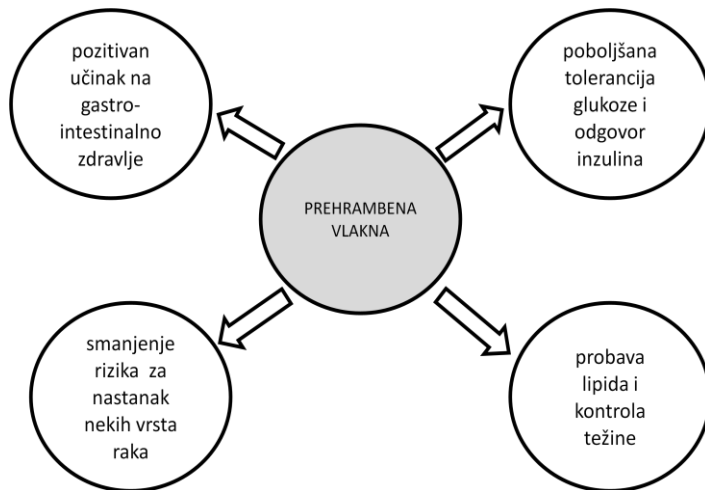 pozitivan
učinak na
gastro-
intestinalno
zdravlje
poboljšana
tolerancija
glukoze i
odgovor
inzulina
PREHRAMBENA
VLAKNA
smanjenje
rizika za
nastanak
nekih vrsta
raka
probava
lipida i
kontrola
težine